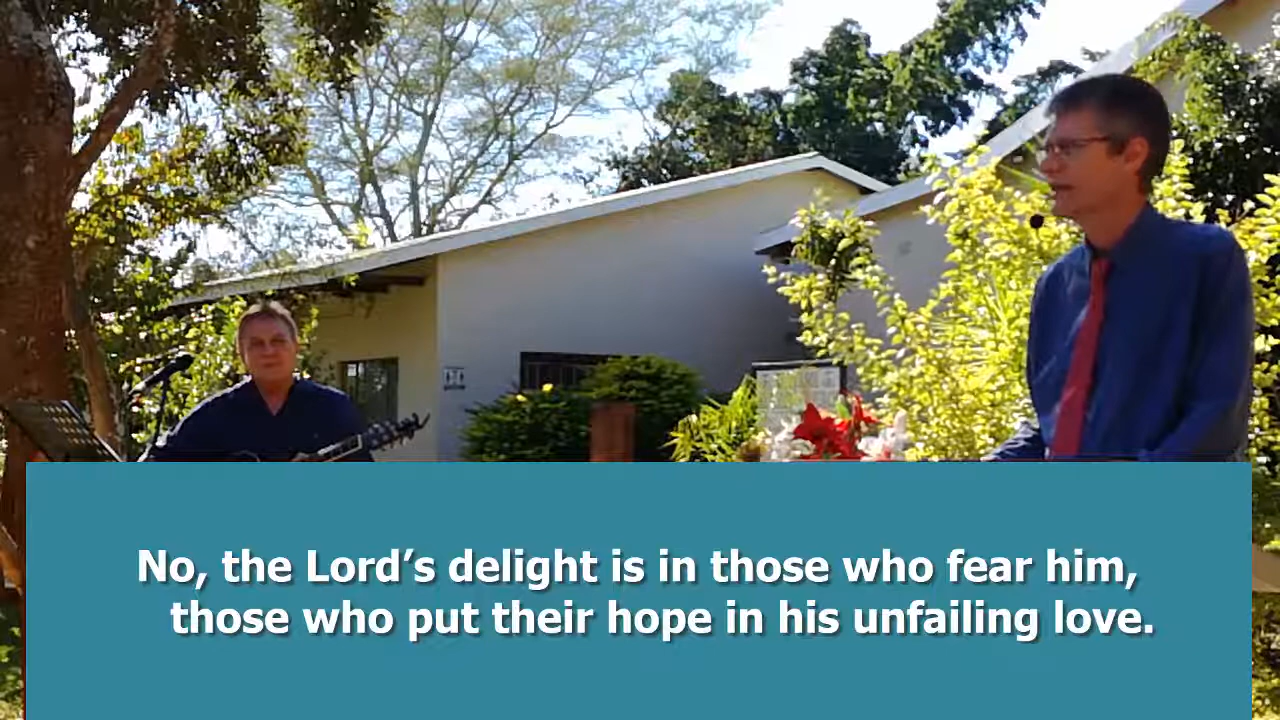 No, the Lord’s delight is in those who fear him,
those who put their hope in his unfailing love.